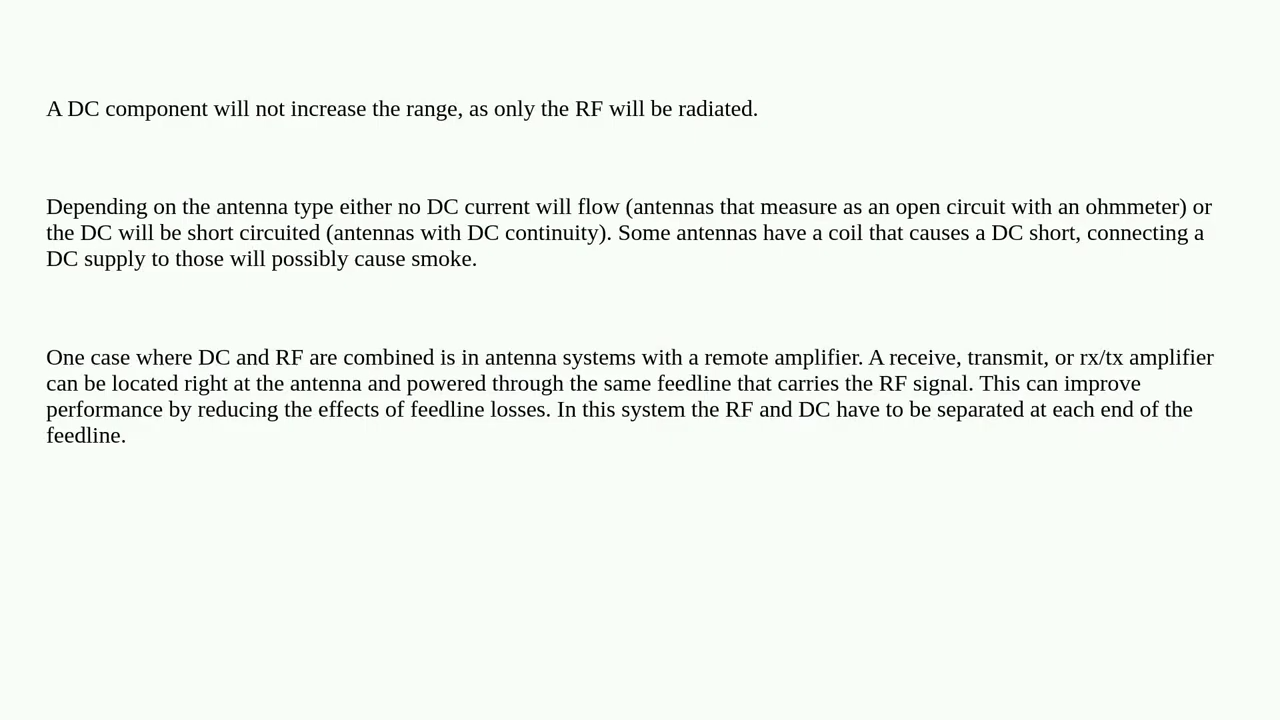 A DC component will not increase the range, as only the RF will be radiated.
Depending on the antenna type either no DC current will flow (antennas that measure as an open circuit with an ohmmeter) or
the DC will be short circuited (antennas with DC continuity). Some antennas have a coil that causes a DC short, connecting a
DC supply to those will possibly cause smoke.
One case where DC and RF are combined is in antenna systems with a remote amplifier. A receive, transmit, or rx/tx amplifier
can be located right at the antenna and powered through the same feedline that carries the RF signal. This can improve
performance by reducing the effects of feedline losses. In this system the RF and DC have to be separated at each end of the
feedline.